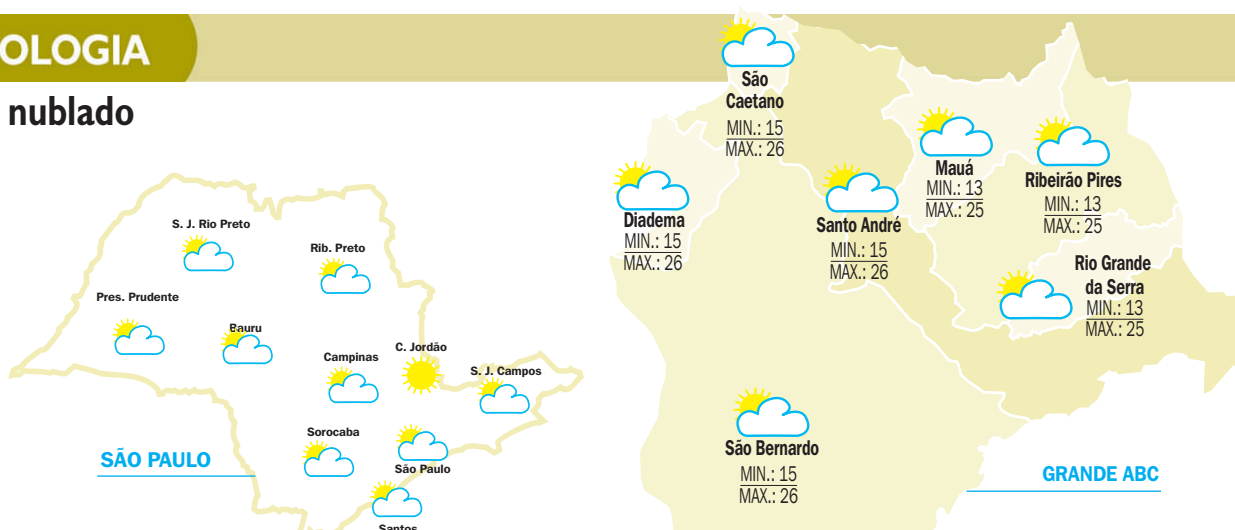 OLOGIA
nublado
S. J. Rio Preto
Rib. Preto
Pres. Prudente
Bauru
Campinas
C. Jordão
S. J. Campos
Sorocaba
São Paulo
Santos
SÃO PAULO
São
Caetano
MIN.: 15
MAX.: 26
Diadema
MIN.: 15
MAX.: 26
Santo André
MIN.: 15
MAX.: 26
Mauá
MIN.: 13
MAX.: 25
Ribeirão Pires
MIN.: 13
MAX.: 25
Rio Grande
da Serra
MIN.: 13
MAX.: 25
São Bernardo
MIN.: 15
MAX.: 26
GRANDE ABC